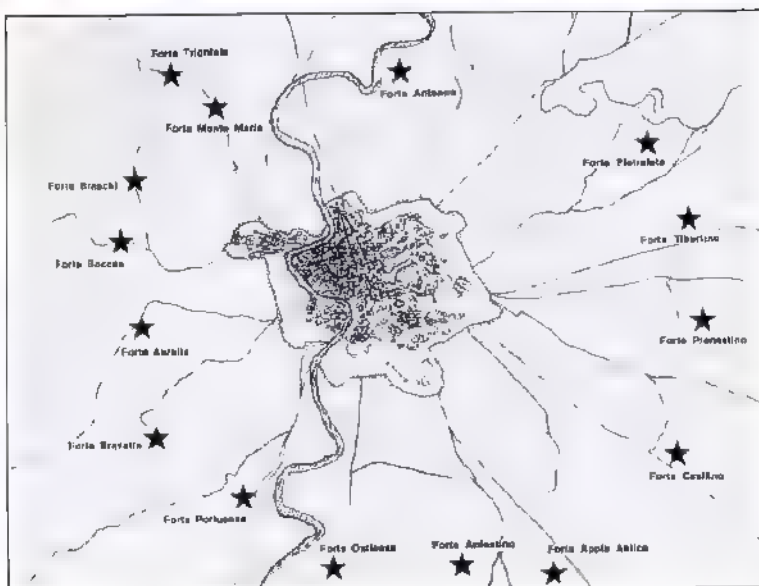 Forte Trionfale
Forte Antenne
Forte Monte Mario
Forte Pietralata
Forte Braschi
Forte Tiburtino
Forte Boccea
Forte Prenestino
Forte Aurelia
Forte Bravetta
Forte Casilino
Forte Portuense
Forte Ostiense
Forte Ardeatino
Forte Appia Antica